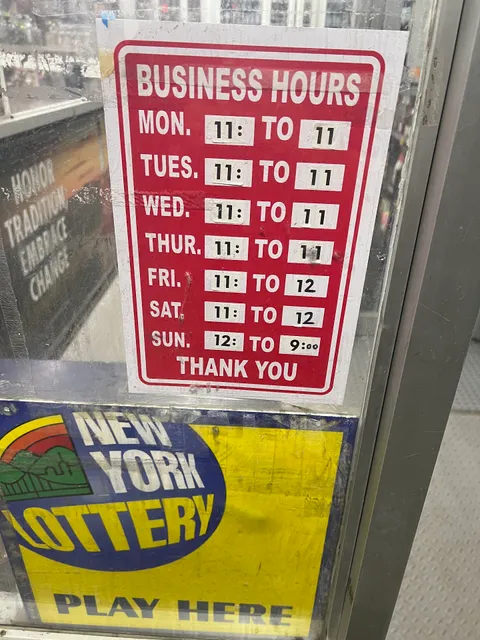 BUSINESS HOURS
MON. 11: TO 11
TUES. 11: TO 11
WED. 11: TO 11
THUR. 11: TO 11
FRI. 11: TO 12
SAT. 11: TO 12
SUN. 12: TO 9:00
THANK YOU
HONOR
TRADITION
EMBRACE
CHANGE
NEW
YORK
LOTTERY
PLAY HERE